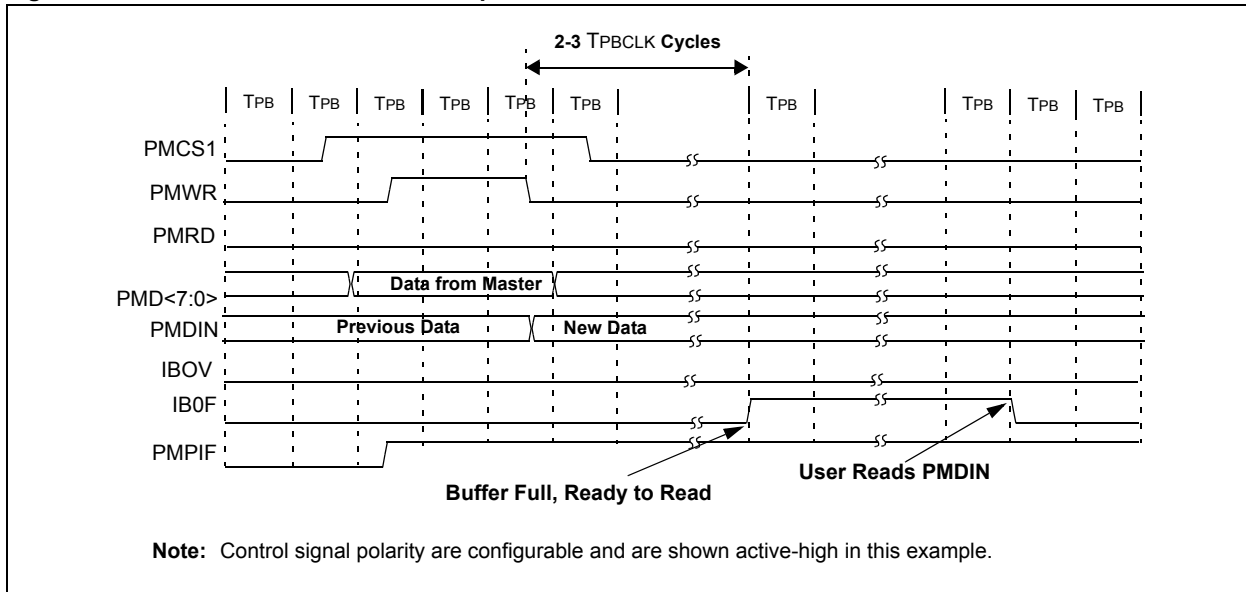 2-3 TPBCLK Cycles
TPB TPB TPB TPB TPB TPB TPB TPB TPB TPB
PMCS1
PMWR
PMRD
Data from Master
PMD<7:0>
PMDIN Previous Data New Data
IBOV
IB0F
PMPIF
User Reads PMDIN
Buffer Full, Ready to Read
Note: Control signal polarity are configurable and are shown active-high in this example.